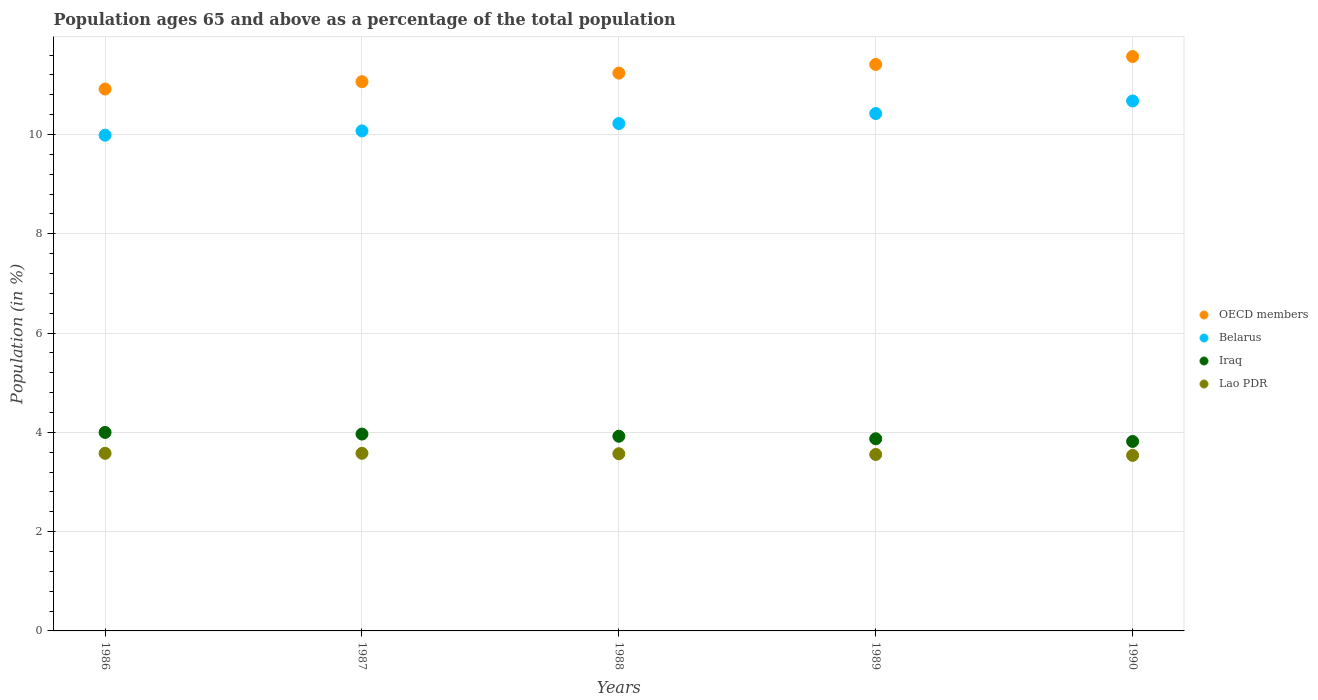 Population ages 65 and above as a percentage of the total population
Population (in %)
10
8
6
4
2
0
1986
1987
1988
1989
1990
Years
OECD members
Belarus
Iraq
Lao PDR